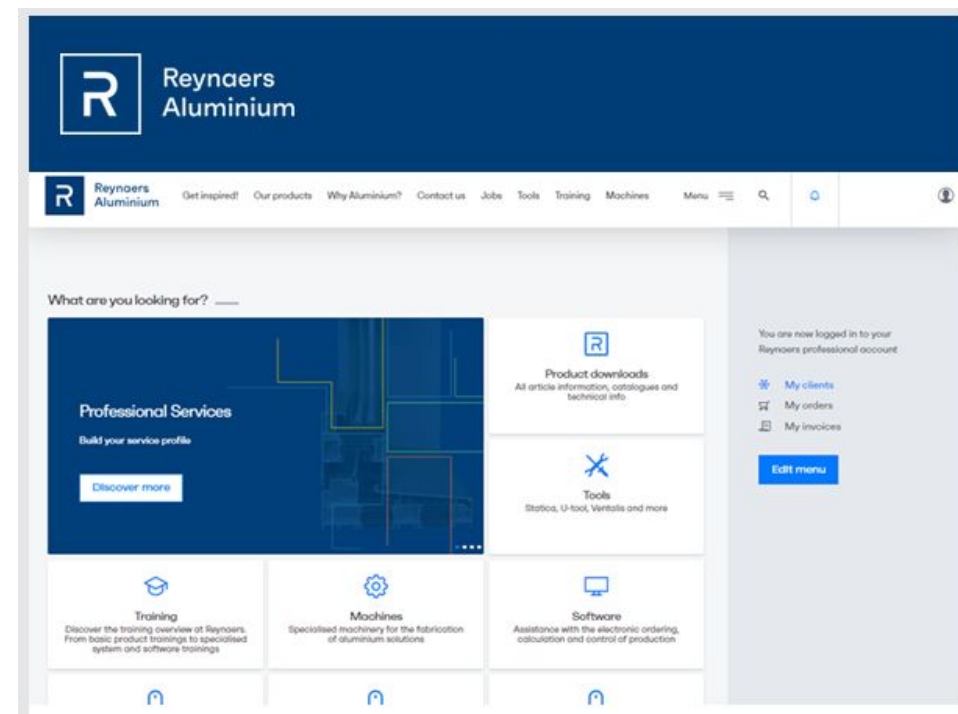 Reynaers
Aluminium
Reynaers
Aluminium
Get inspired! Our products Why Aluminium? Contact us Jobs Tools Training Machines Menu
What are you looking for?
Professional Services
Build your service profile
Discover more
Product downloads
All article information, catalogues and
technical info
Tools
Statica, U-tool, Ventalis and more
Training
Discover the training overview at Reynaers.
From basic product trainings to specialised
system and software trainings
Machines
Specialised machinery for the fabrication
of aluminium solutions
Software
Assistance with the electronic ordering,
calculation and control of production
You are now logged in to your
Reynaers professional account
My clients
My orders
My invoices
Edit menu